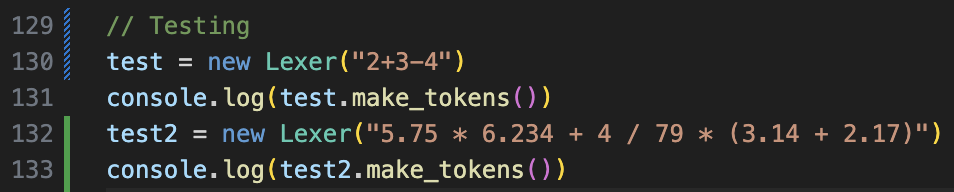 129 // Testing
130 test = new Lexer("2+3-4")
131 console.log(test.make_tokens())
132 test2 = new Lexer("5.75 * 6.234 + 4 / 79 * (3.14 + 2.17)")
133 console.log(test2.make_tokens())